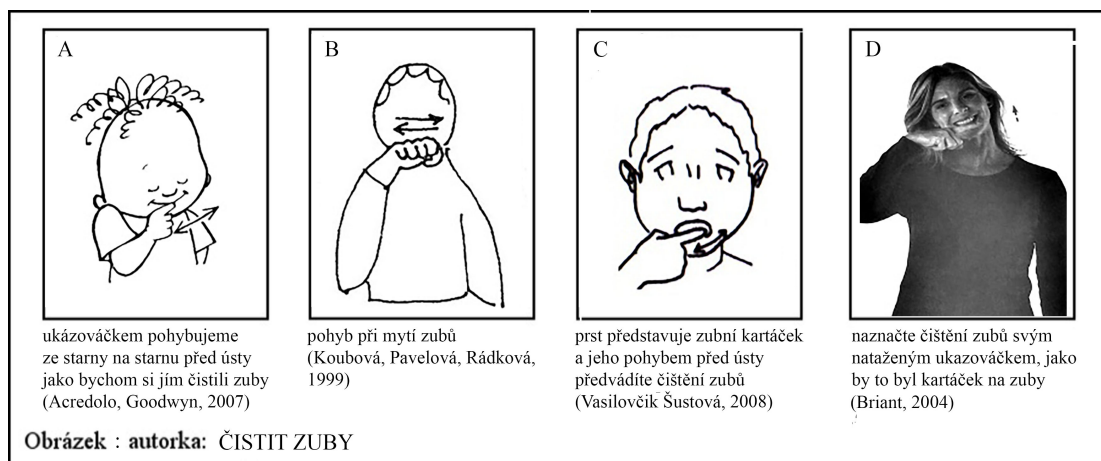 A
ukázováčkem pohybujeme
ze starny na starnu před ústy
jako bychom si jím čistili zuby
(Acredolo, Goodwyn, 2007)
B
pohyb při mytí zubů
(Koubová, Pavelová, Rádková,
1999)
C
prst představuje zubní kartáček
a jeho pohybem před ústy
předvádíte čištění zubů
(Vasilovčik Šustová, 2008)
D
naznačte čištění zubů svým
nataženým ukazováčkem, jako
by to byl kartáček na zuby
(Briant, 2004)
Obrázek : autorka: ČISTIT ZUBY